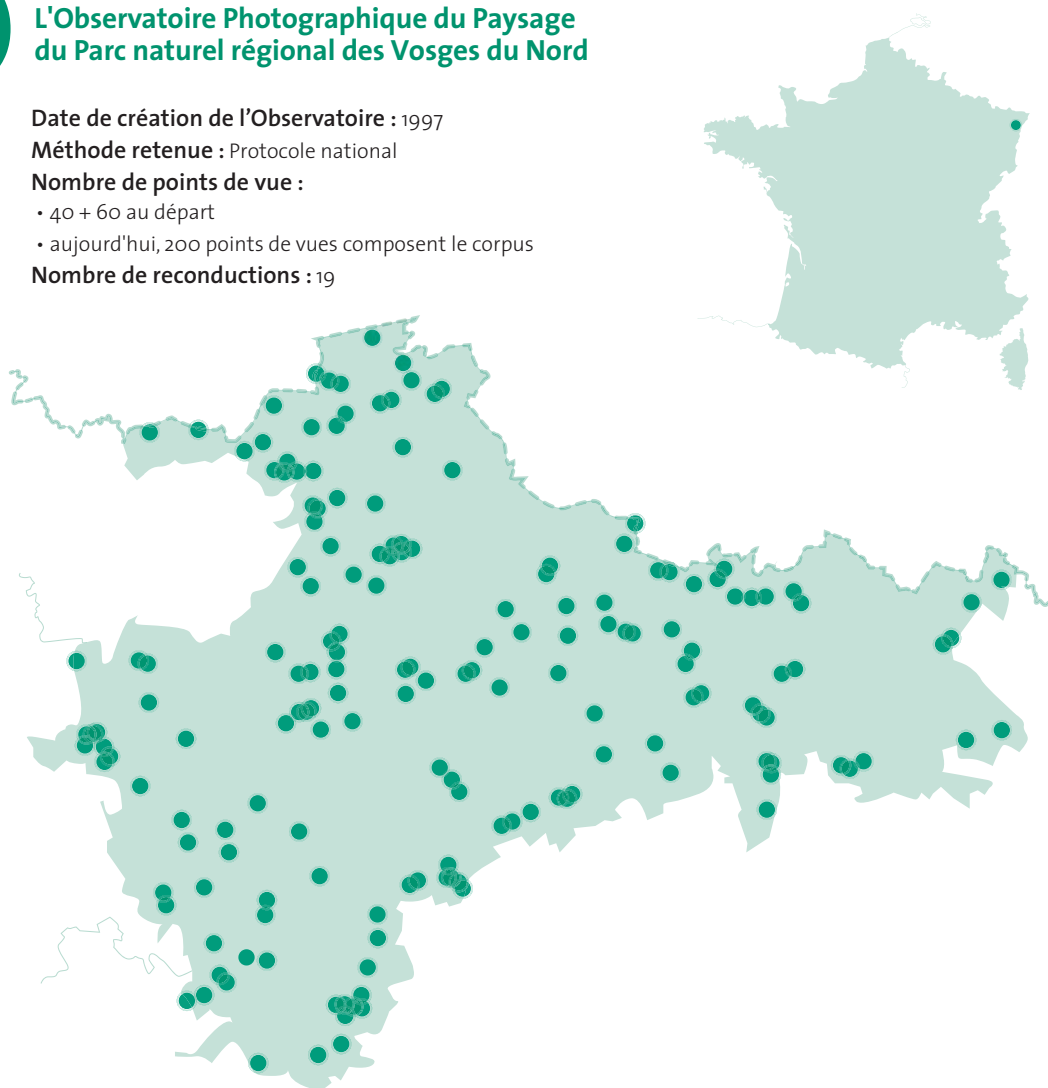 L'Observatoire Photographique du Paysage
du Parc naturel régional des Vosges du Nord
Date de création de l’Observatoire : 1997
Méthode retenue : Protocole national
Nombre de points de vue :
• 40 + 60 au départ
• aujourd'hui, 200 points de vues composent le corpus
Nombre de reconductions : 19